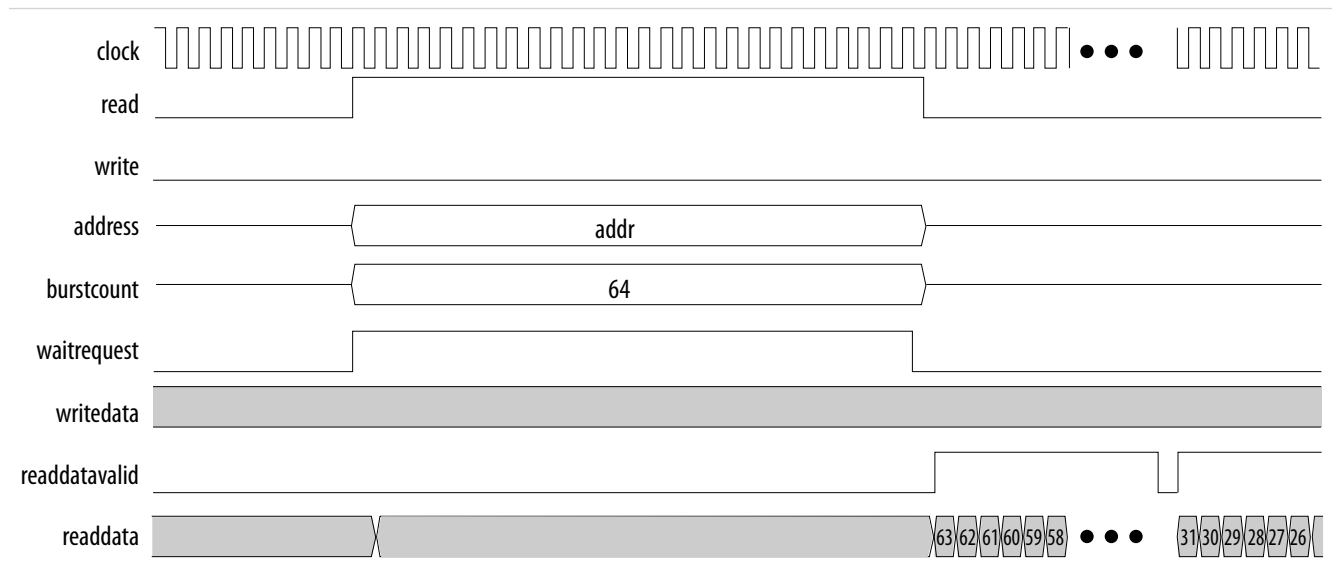 clock
read
write
address addr
burstcount 64
waitrequest
writedata
readdatavalid
readdata 63 62 61 60 59 58 31 30 29 28 27 26